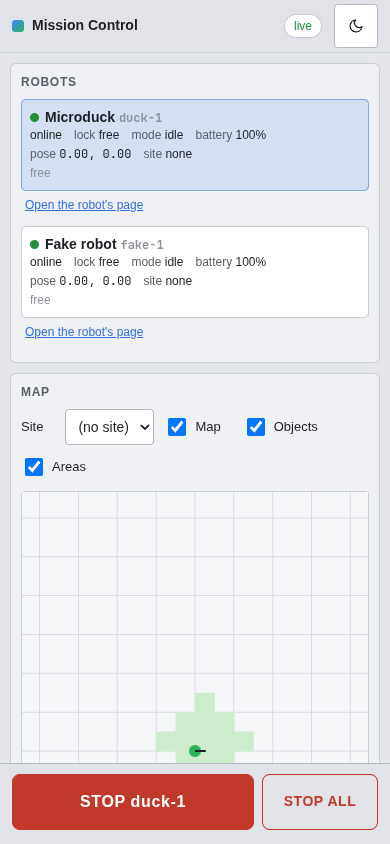 Mission Control
live
ROBOTS
Microduck duck-1
online lock free mode idle battery 100%
pose 0.00, 0.00 site none
free
Open the robot's page
Fake robot fake-1
online lock free mode idle battery 100%
pose 0.00, 0.00 site none
free
Open the robot's page
MAP
Site (no site) Map Objects
Areas
STOP duck-1
STOP ALL